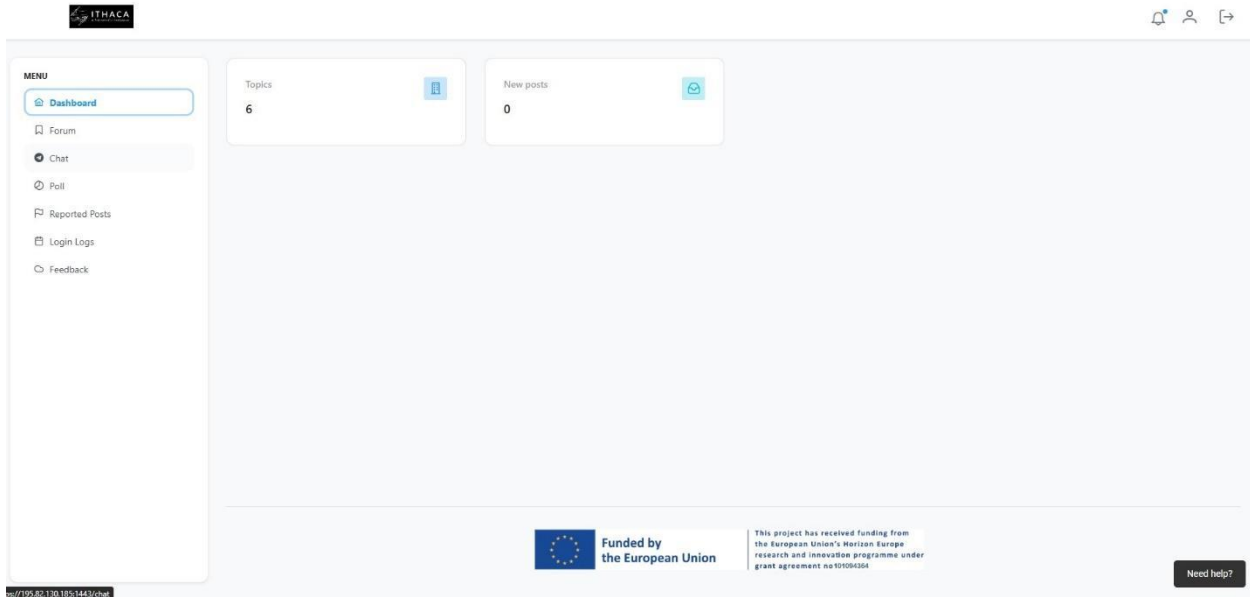 ITHACA
MENU
Dashboard
Forum
Chat
Poll
Reported Posts
Login Logs
Feedback
Topics
6
New posts
0
Funded by
the European Union
This project has received funding from
the European Union's Horizon Europe
research and innovation programme under
grant agreement no101094364
Need help?
ps://195.82.130.185:1443/chat